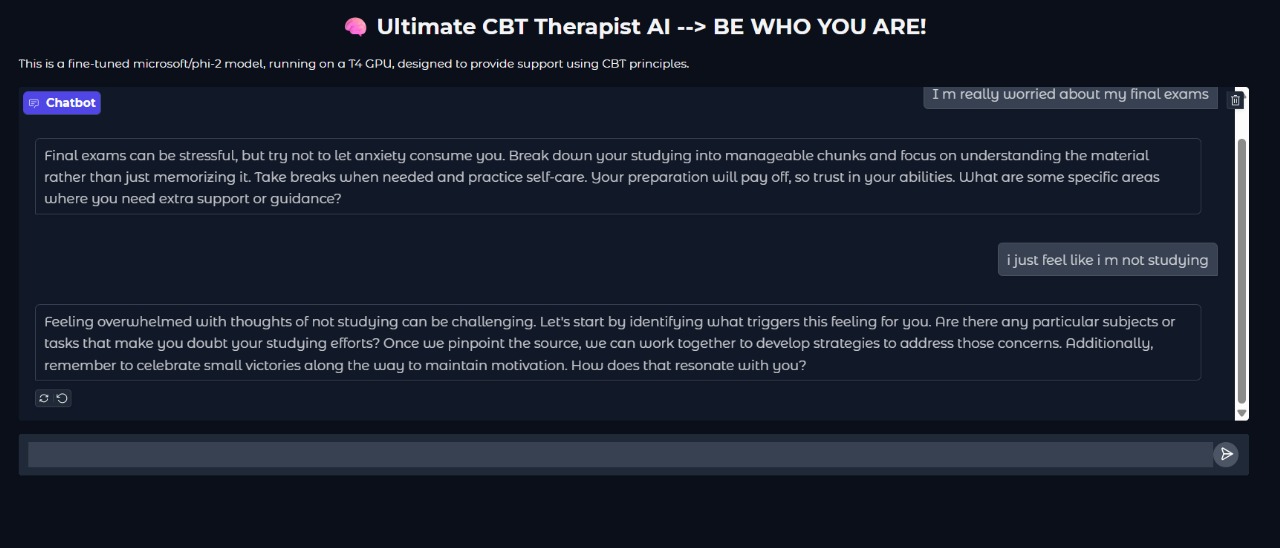 🧠 Ultimate CBT Therapist AI --> BE WHO YOU ARE!
This is a fine-tuned microsoft/phi-2 model, running on a T4 GPU, designed to provide support using CBT principles.
Chatbot
I m really worried about my final exams
Final exams can be stressful, but try not to let anxiety consume you. Break down your studying into manageable chunks and focus on understanding the material
rather than just memorizing it. Take breaks when needed and practice self-care. Your preparation will pay off, so trust in your abilities. What are some specific areas
where you need extra support or guidance?
i just feel like i m not studying
Feeling overwhelmed with thoughts of not studying can be challenging. Let's start by identifying what triggers this feeling for you. Are there any particular subjects or
tasks that make you doubt your studying efforts? Once we pinpoint the source, we can work together to develop strategies to address those concerns. Additionally,
remember to celebrate small victories along the way to maintain motivation. How does that resonate with you?